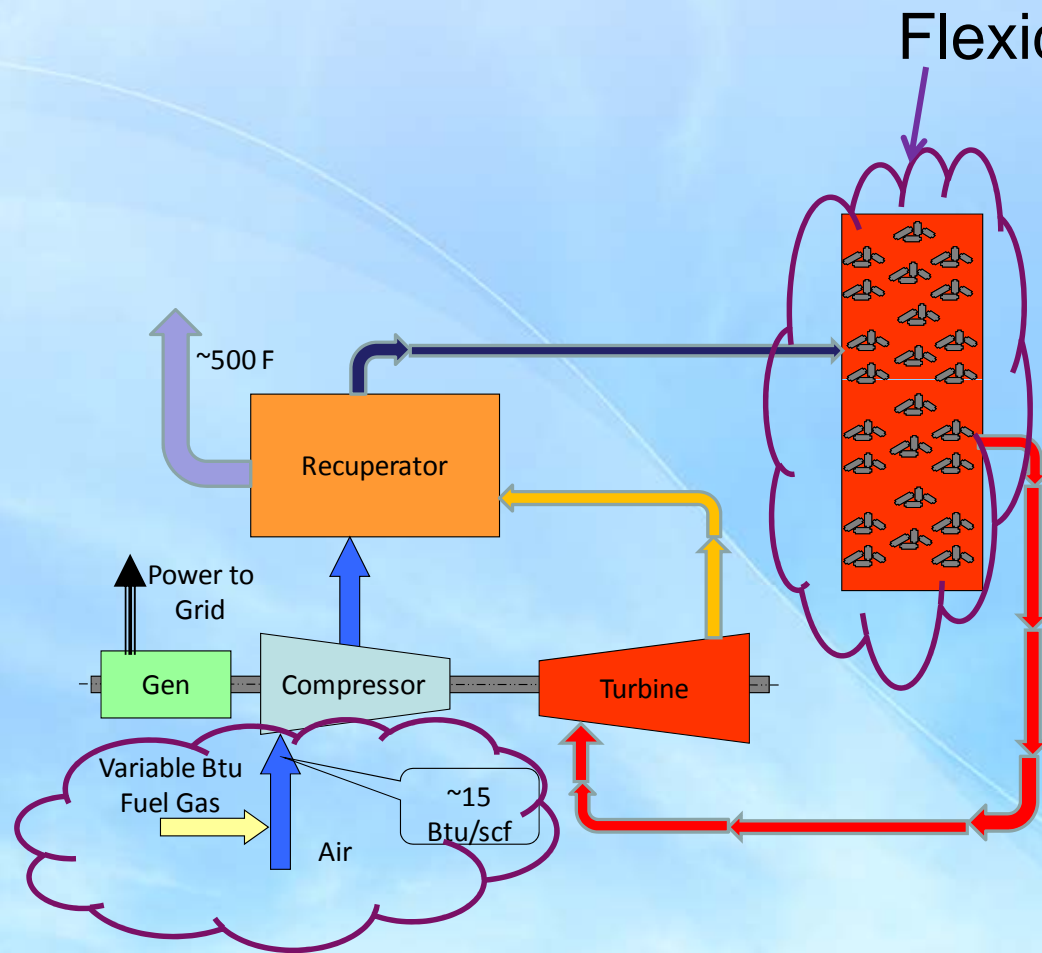 Flexio
~500 F
Recuperator
Power to
Grid
Gen
Compressor
Turbine
Variable Btu
Fuel Gas
~15
Btu/scf
Air